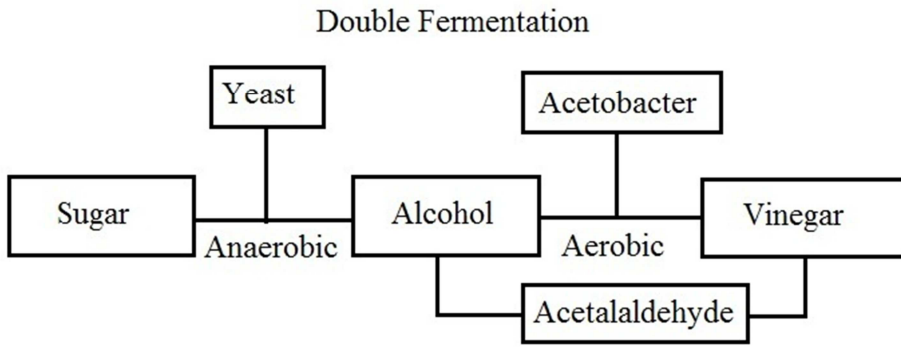 Double Fermentation
Yeast
Acetobacter
Sugar
Alcohol
Vinegar
Anaerobic
Aerobic
Acetalaldehyde